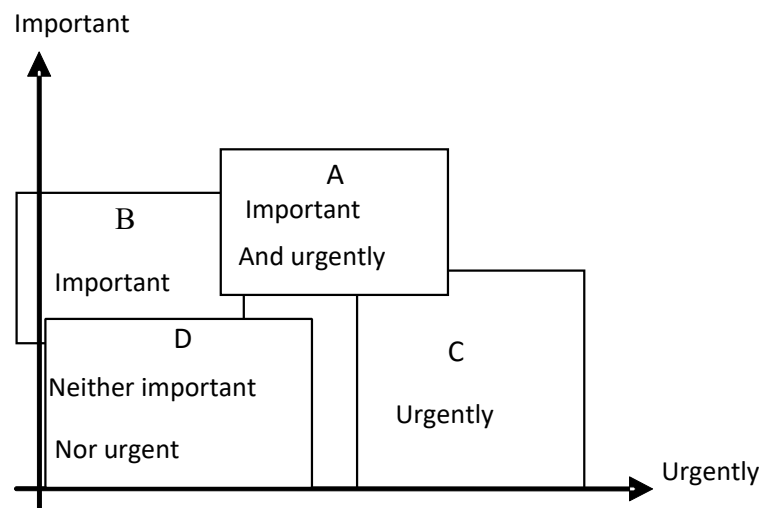 Important
A
Important
And urgently
B
Important
D
Neither important
Nor urgent
C
Urgently
Urgently